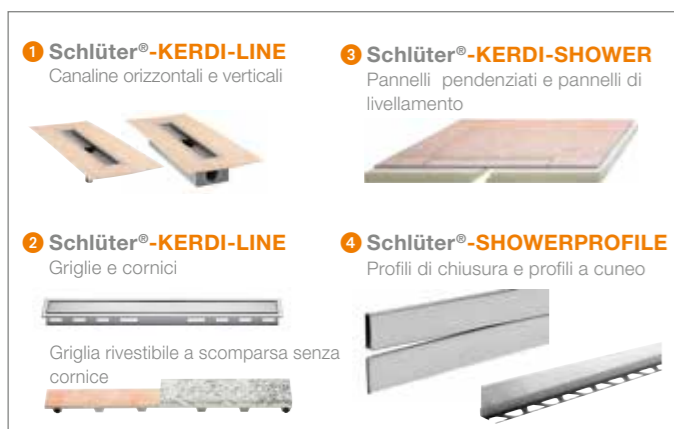 1 Schlüter®-KERDI-LINE
Canaline orizzontali e verticali
2 Schlüter®-KERDI-LINE
Griglie e cornici
Griglia rivestibile a scomparsa senza
cornice
3 Schlüter®-KERDI-SHOWER
Pannelli pendenziati e pannelli di
livellamento
4 Schlüter®-SHOWERPROFILE
Profili di chiusura e profili a cuneo